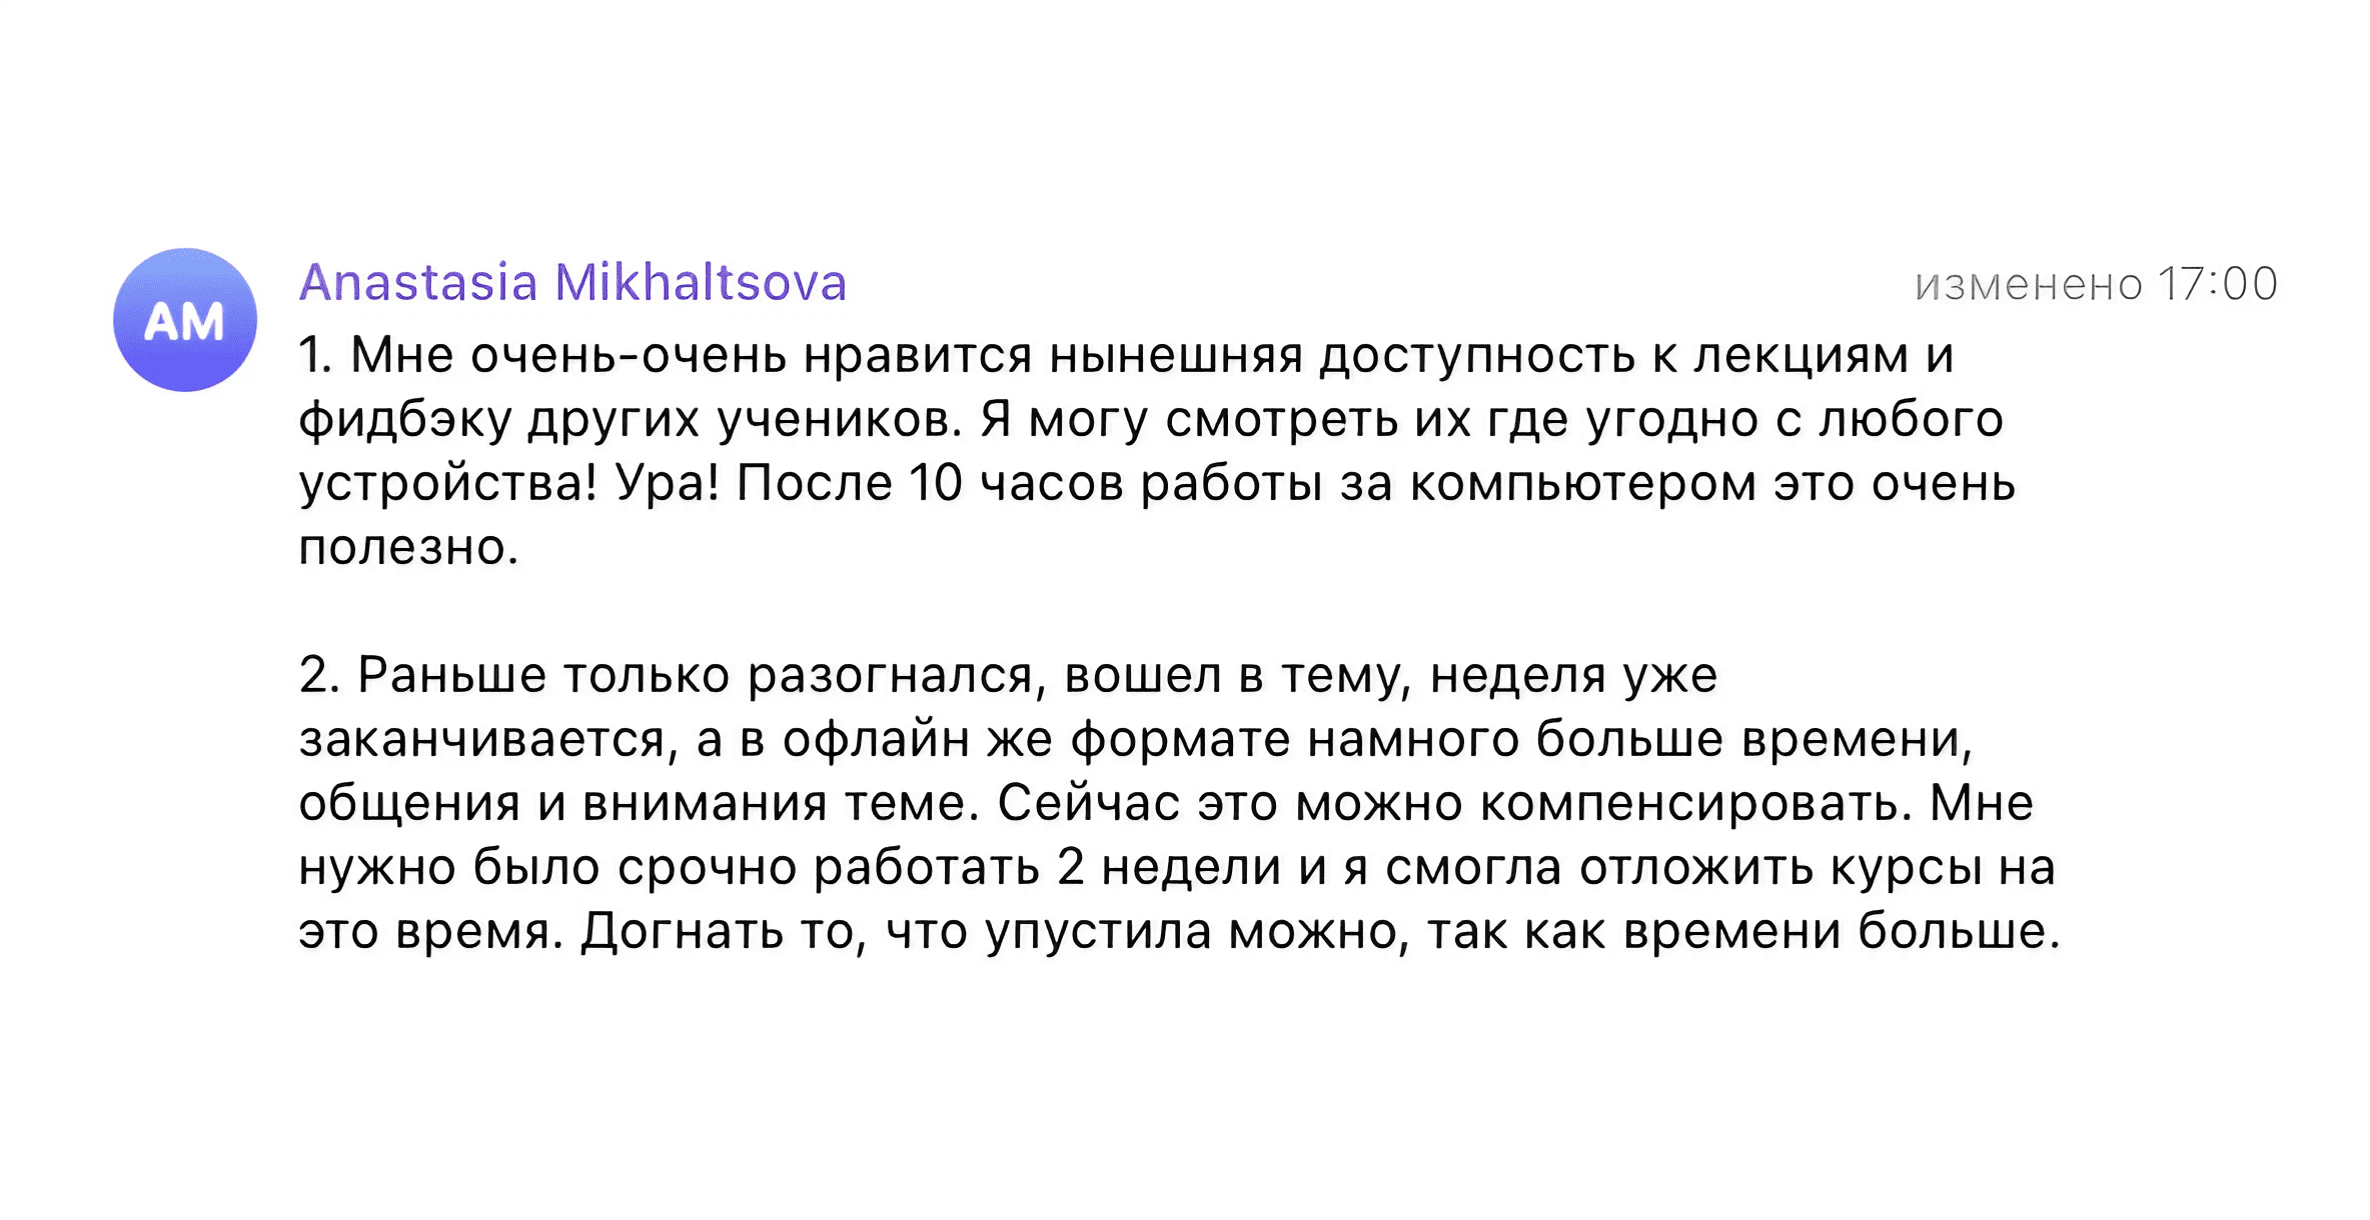 AM
Anastasia Mikhaltsova
изменено 17:00
1. Мне очень-очень нравится нынешняя доступность к лекциям и
фидбэку других учеников. Я могу смотреть их где угодно с любого
устройства! Ура! После 10 часов работы за компьютером это очень
полезно.
2. Раньше только разогнался, вошел в тему, неделя уже
заканчивается, а в офлайн же формате намного больше времени,
общения и внимания теме. Сейчас это можно компенсировать. Мне
нужно было срочно работать 2 недели и я смогла отложить курсы на
это время. Догнать то, что упустила можно, так как времени больше.